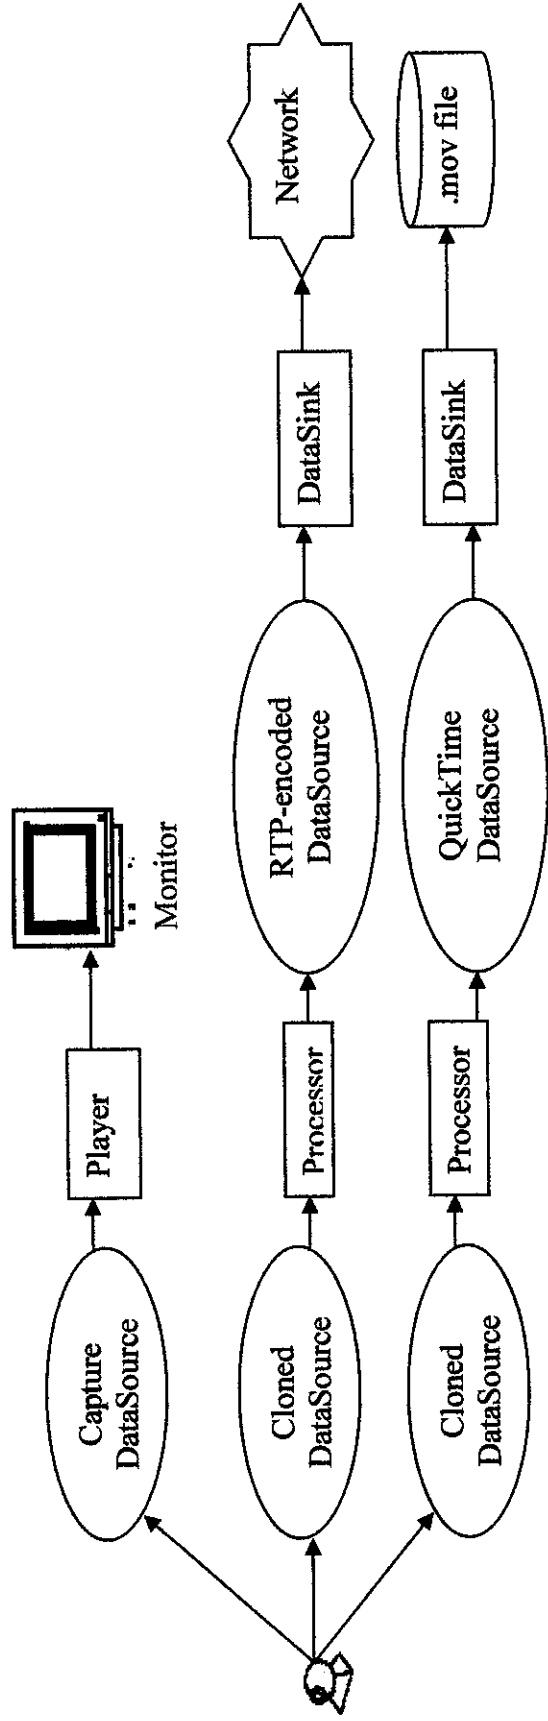 Capture
DataSource
Player
Monitor
Cloned
DataSource
Processor
RTP-encoded
DataSource
DataSink
Network
Cloned
DataSource
Processor
QuickTime
DataSource
DataSink
.mov file